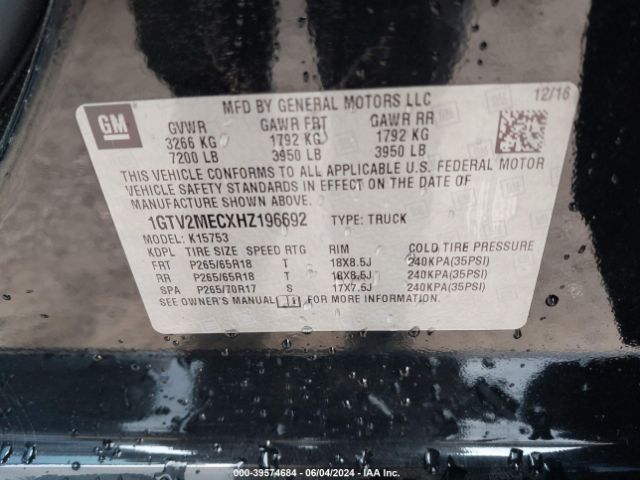 MFD BY GENERAL MOTORS LLC 12/16
GM
GVWR GAWR FRT GAWR RR
3266 KG 1792 KG 1792 KG
7200 LB 3950 LB 3950 LB
THIS VEHICLE CONFORMS TO ALL APPLICABLE U.S. FEDERAL MOTOR
VEHICLE SAFETY STANDARDS IN EFFECT ON THE DATE OF
MANUFACTURE SHOWN ABOVE.
1GTV2MECXHZ196692 TYPE: TRUCK
MODEL: K15753
KDPL TIRE SIZE SPEED RTG RIM COLD TIRE PRESSURE
FRT P265/65R18 T 18X8.5J 240KPA(35PSI)
RR P265/65R18 T 18X8.5J 240KPA(35PSI)
SPA P265/70R17 S 17X7.5J 240KPA(35PSI)
SEE OWNER'S MANUAL FOR MORE INFORMATION.
000-39574684 - 06/04/2024 - IAA Inc.